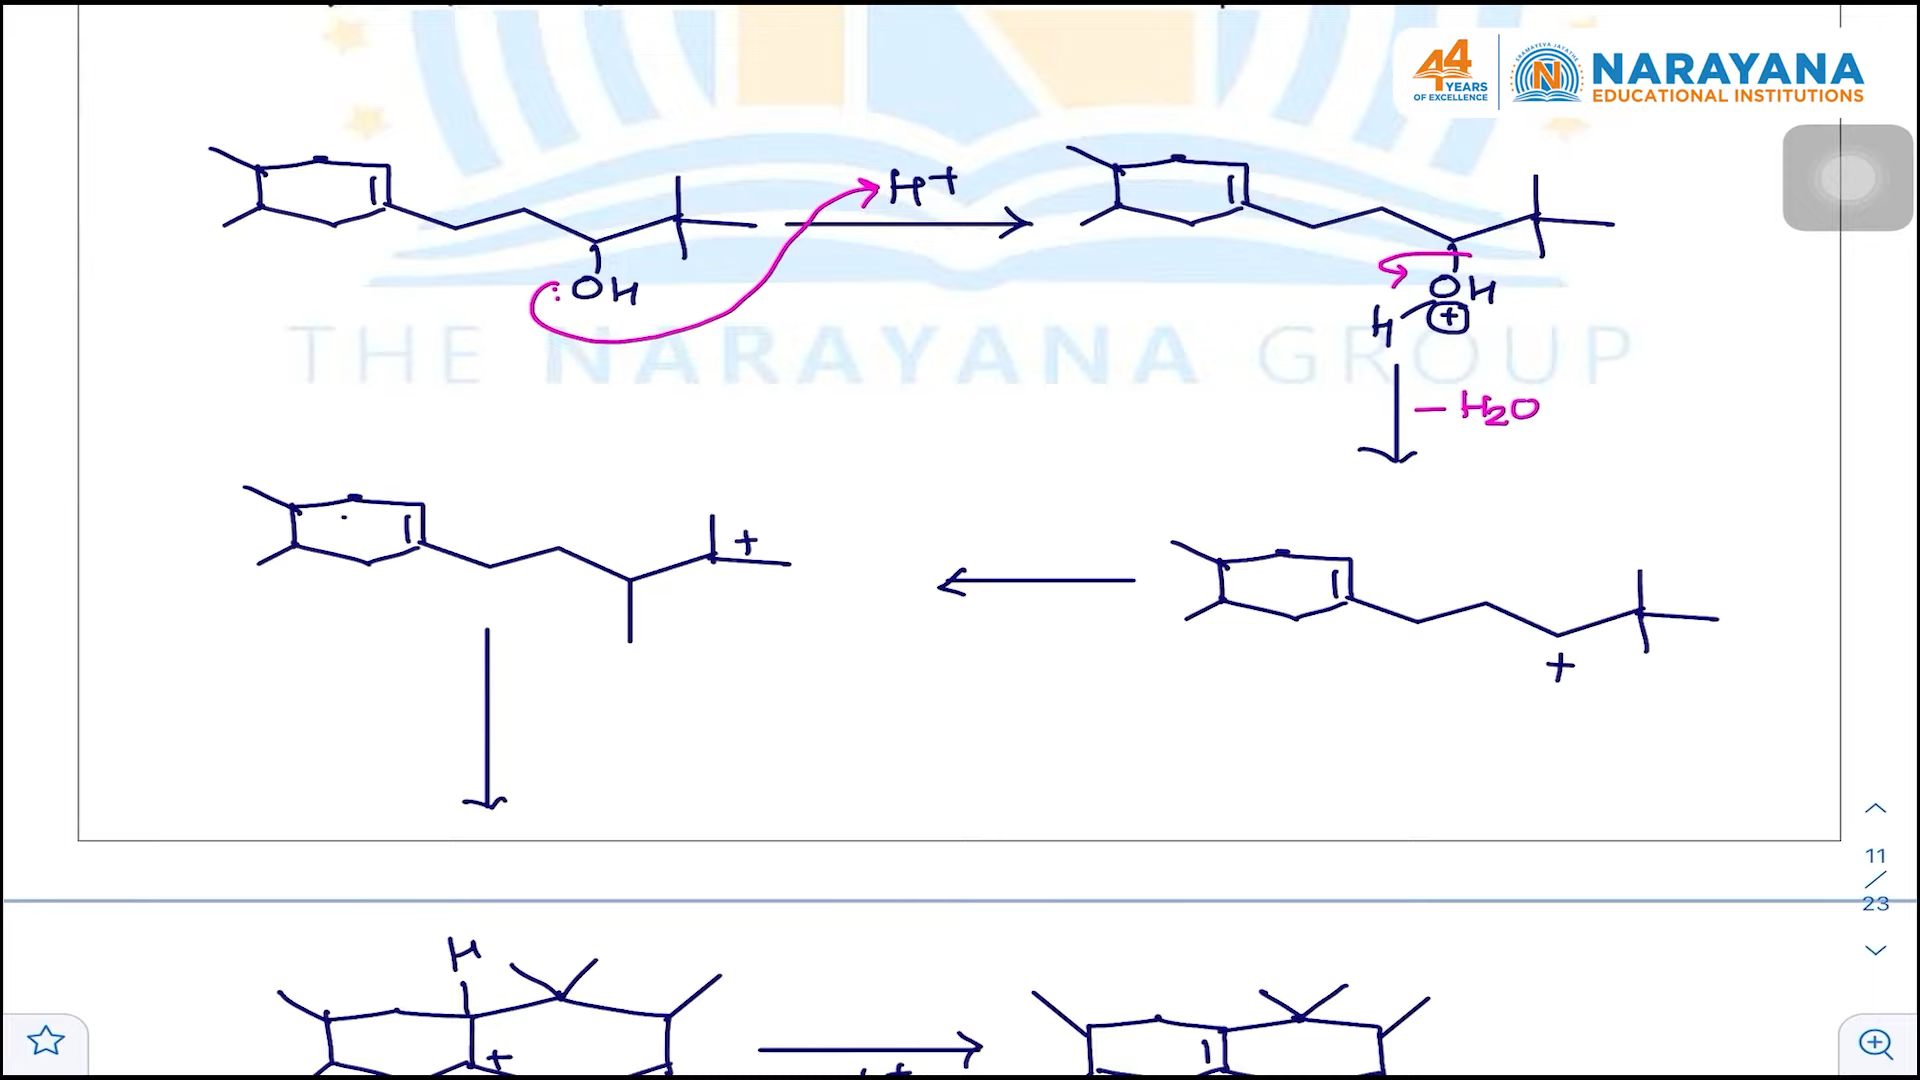 44
YEARS
OF EXCELLENCE
NARAYANA
EDUCATIONAL INSTITUTIONS
H+
OH
OH
H
+
THE NARAYANA GROUP
- H2O
+
+
11
/
23
H
+